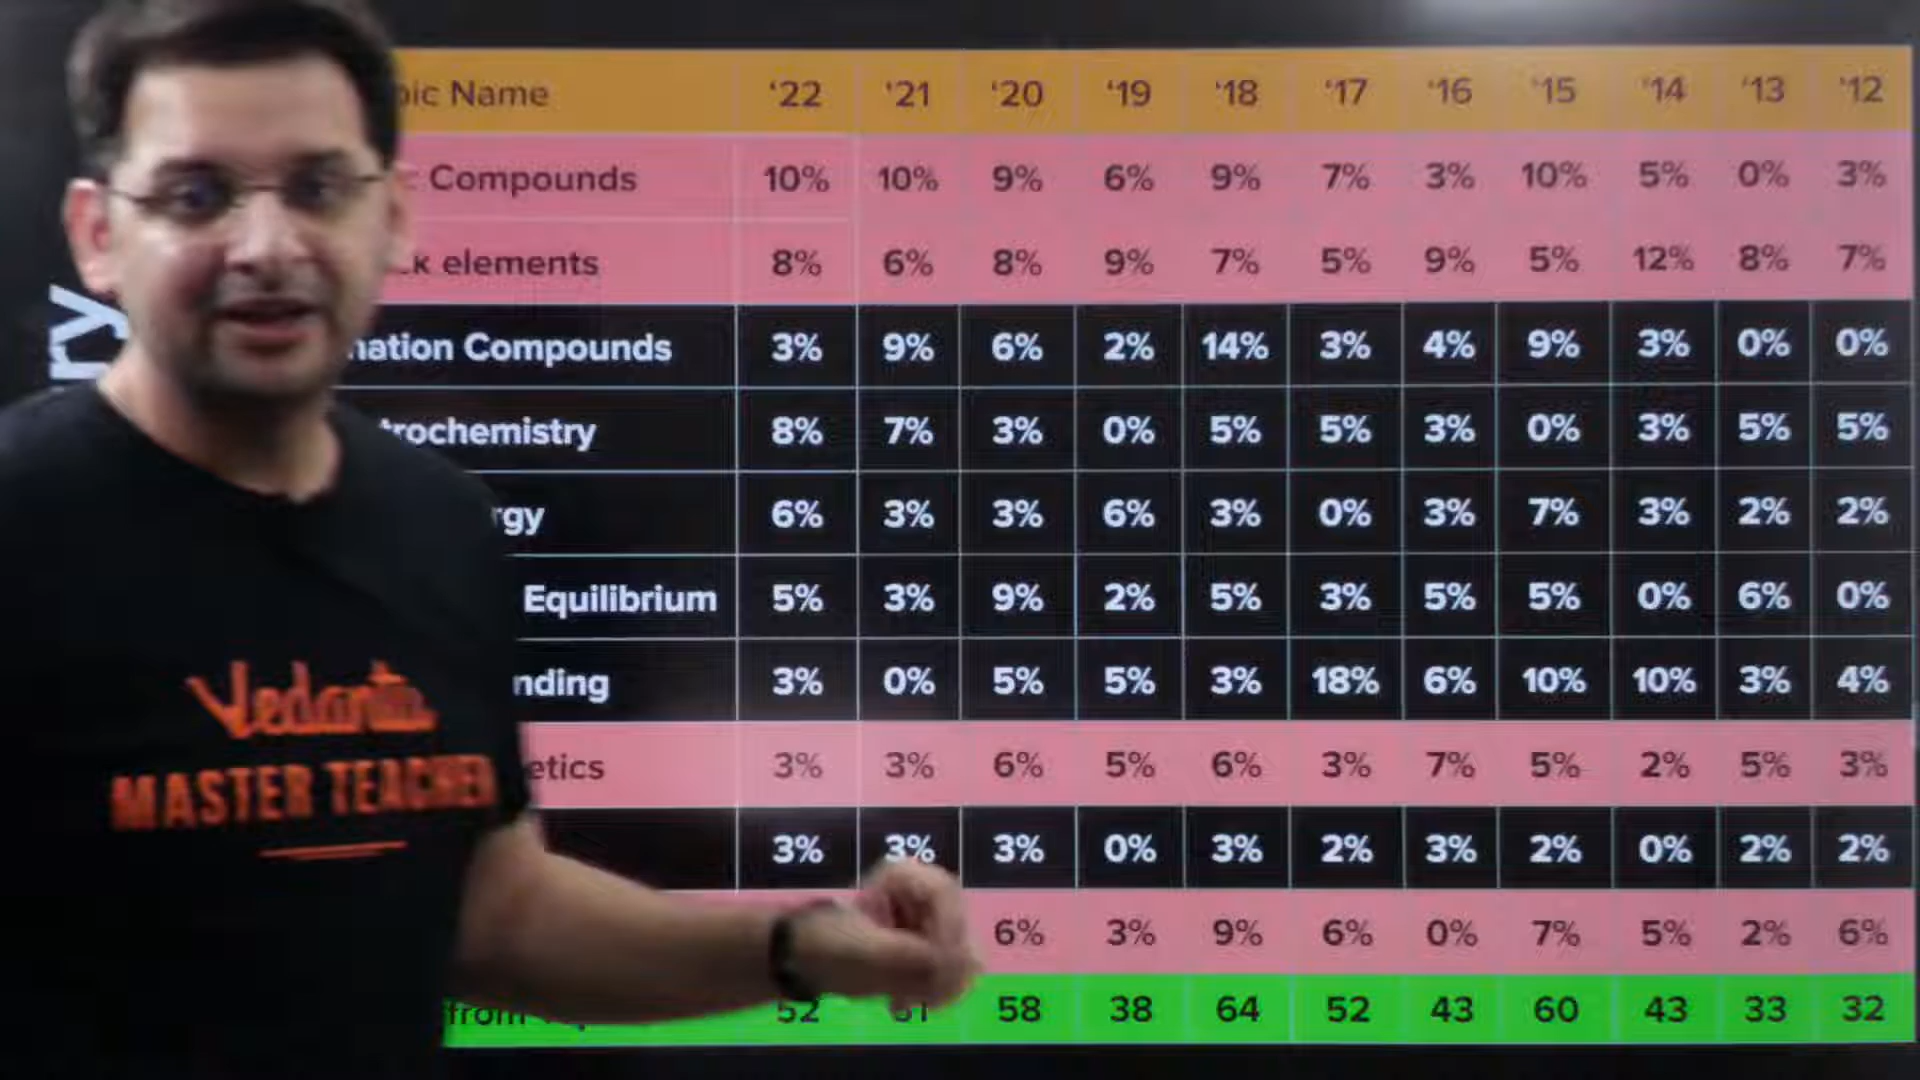 pic Name '22 '21 '20 '19 '18 '17 '16 '15 '14 '13 '12
c Compounds 10% 10% 9% 6% 9% 7% 3% 10% 5% 0% 3%
ck elements 8% 6% 8% 9% 7% 5% 9% 5% 12% 8% 7%
nation Compounds 3% 9% 6% 2% 14% 3% 4% 9% 3% 0% 0%
trochemistry 8% 7% 3% 0% 5% 5% 3% 0% 3% 5% 5%
rgy 6% 3% 3% 6% 3% 0% 3% 7% 3% 2% 2%
Equilibrium 5% 3% 9% 2% 5% 3% 5% 5% 0% 6% 0%
nding 3% 0% 5% 5% 3% 18% 6% 10% 10% 3% 4%
etics 3% 3% 6% 5% 6% 3% 7% 5% 2% 5% 3%
3% 3% 3% 0% 3% 2% 3% 2% 0% 2% 2%
6% 3% 9% 6% 0% 7% 5% 2% 6%
from 52 58 38 64 52 43 60 43 33 32
ry
Vedantu
MASTER TEACHER